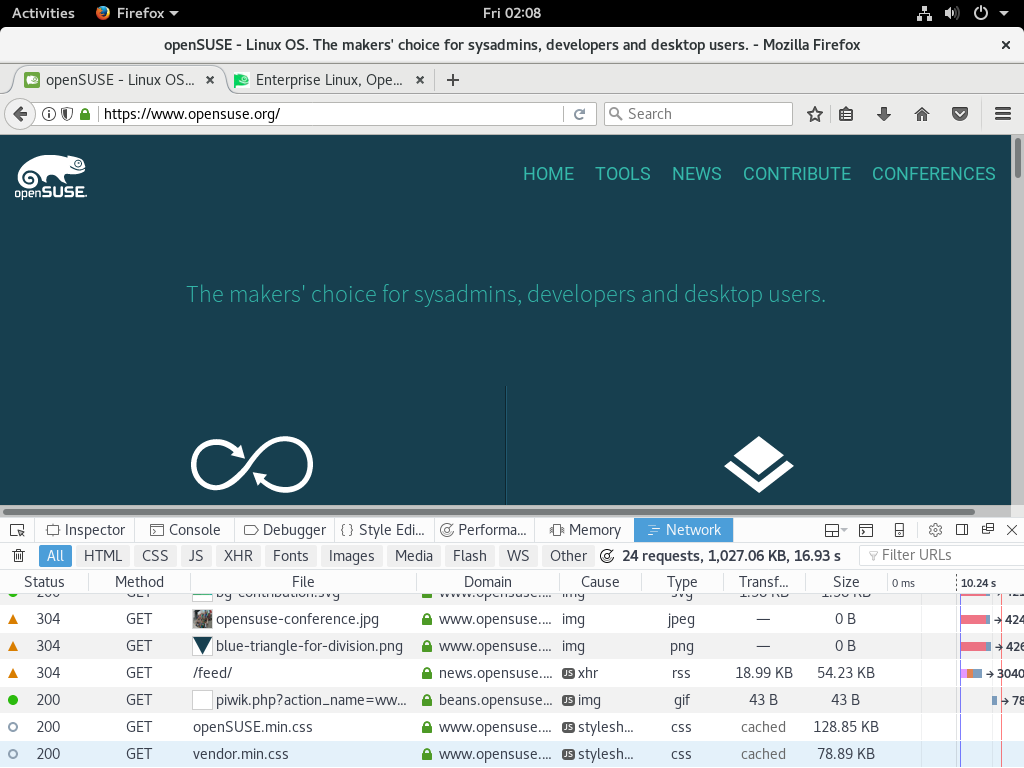 Activities Firefox Fri 02:08
openSUSE - Linux OS. The makers' choice for sysadmins, developers and desktop users. - Mozilla Firefox
openSUSE - Linux OS... Enterprise Linux, Ope...
https://www.opensuse.org/ Search
openSUSE. HOME TOOLS NEWS CONTRIBUTE CONFERENCES
The makers' choice for sysadmins, developers and desktop users.
Inspector Console Debugger { } Style Edi... Performa... Memory Network
All HTML CSS JS XHR Fonts Images Media Flash WS Other 24 requests, 1,027.06 KB, 16.93 s Filter URLs
Status Method File Domain Cause Type Transf... Size 0 ms 10.24 s
200 GET bg-contribution.svg www.opensuse.... img svg 1.98 KB 1.98 KB
304 GET opensuse-conference.jpg www.opensuse.... img jpeg — 0 B → 424
304 GET blue-triangle-for-division.png www.opensuse.... img png — 0 B → 426
304 GET /feed/ news.opensuse.... JS xhr rss 18.99 KB 54.23 KB → 3040
200 GET piwik.php?action_name=ww... beans.opensuse... JS img gif 43 B 43 B → 78
200 GET openSUSE.min.css www.opensuse.... JS stylesh... css cached 128.85 KB
200 GET vendor.min.css www.opensuse.... JS stylesh... css cached 78.89 KB